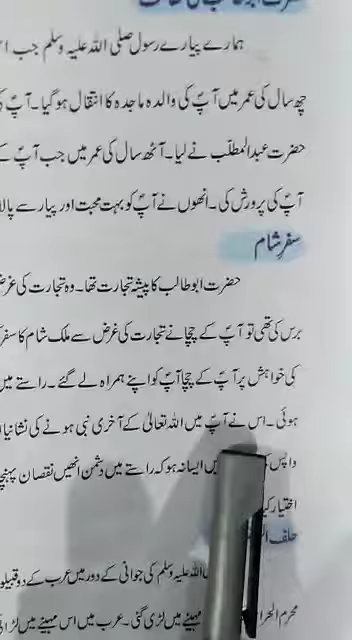 ہمارے پیارے رسول صلی اللہ علیہ وسلم جب
چھ سال کی عمر میں آپؐ کی والدہ ماجدہ کا انتقال ہو گیا۔ آپؐ
حضرت عبدالمطلّب نے لیا۔ آٹھ سال کی عمر میں جب آپؐ کے
آپؐ کی پرورش کی۔ انھوں نے آپؐ کو بہت محبت اور پیار سے پالا
سفرِ شام
حضرت ابو طالب کا پیشہ تجارت تھا۔ وہ تجارت کی غرض
برس کی تھی تو آپؐ کے چچا نے تجارت کی غرض سے ملک شام کا سفر
کی خواہش پر آپؐ کے چچا آپؐ کو اپنے ہمراہ لے گئے۔ راستے میں
ہوئی۔ اس نے آپؐ میں اللہ تعالیٰ کے آخری نبی ہونے کی نشانیا
واپس ایسا نہ ہو کہ راستے میں دشمن انھیں نقصان پہنچ
اختیار
حلف
اللہ علیہ وسلم کی جوانی کے دور میں عرب کے دو قبیلو
محرم الحرا مہینے میں لڑی گئی۔ عرب میں اس مہینے میں لڑا